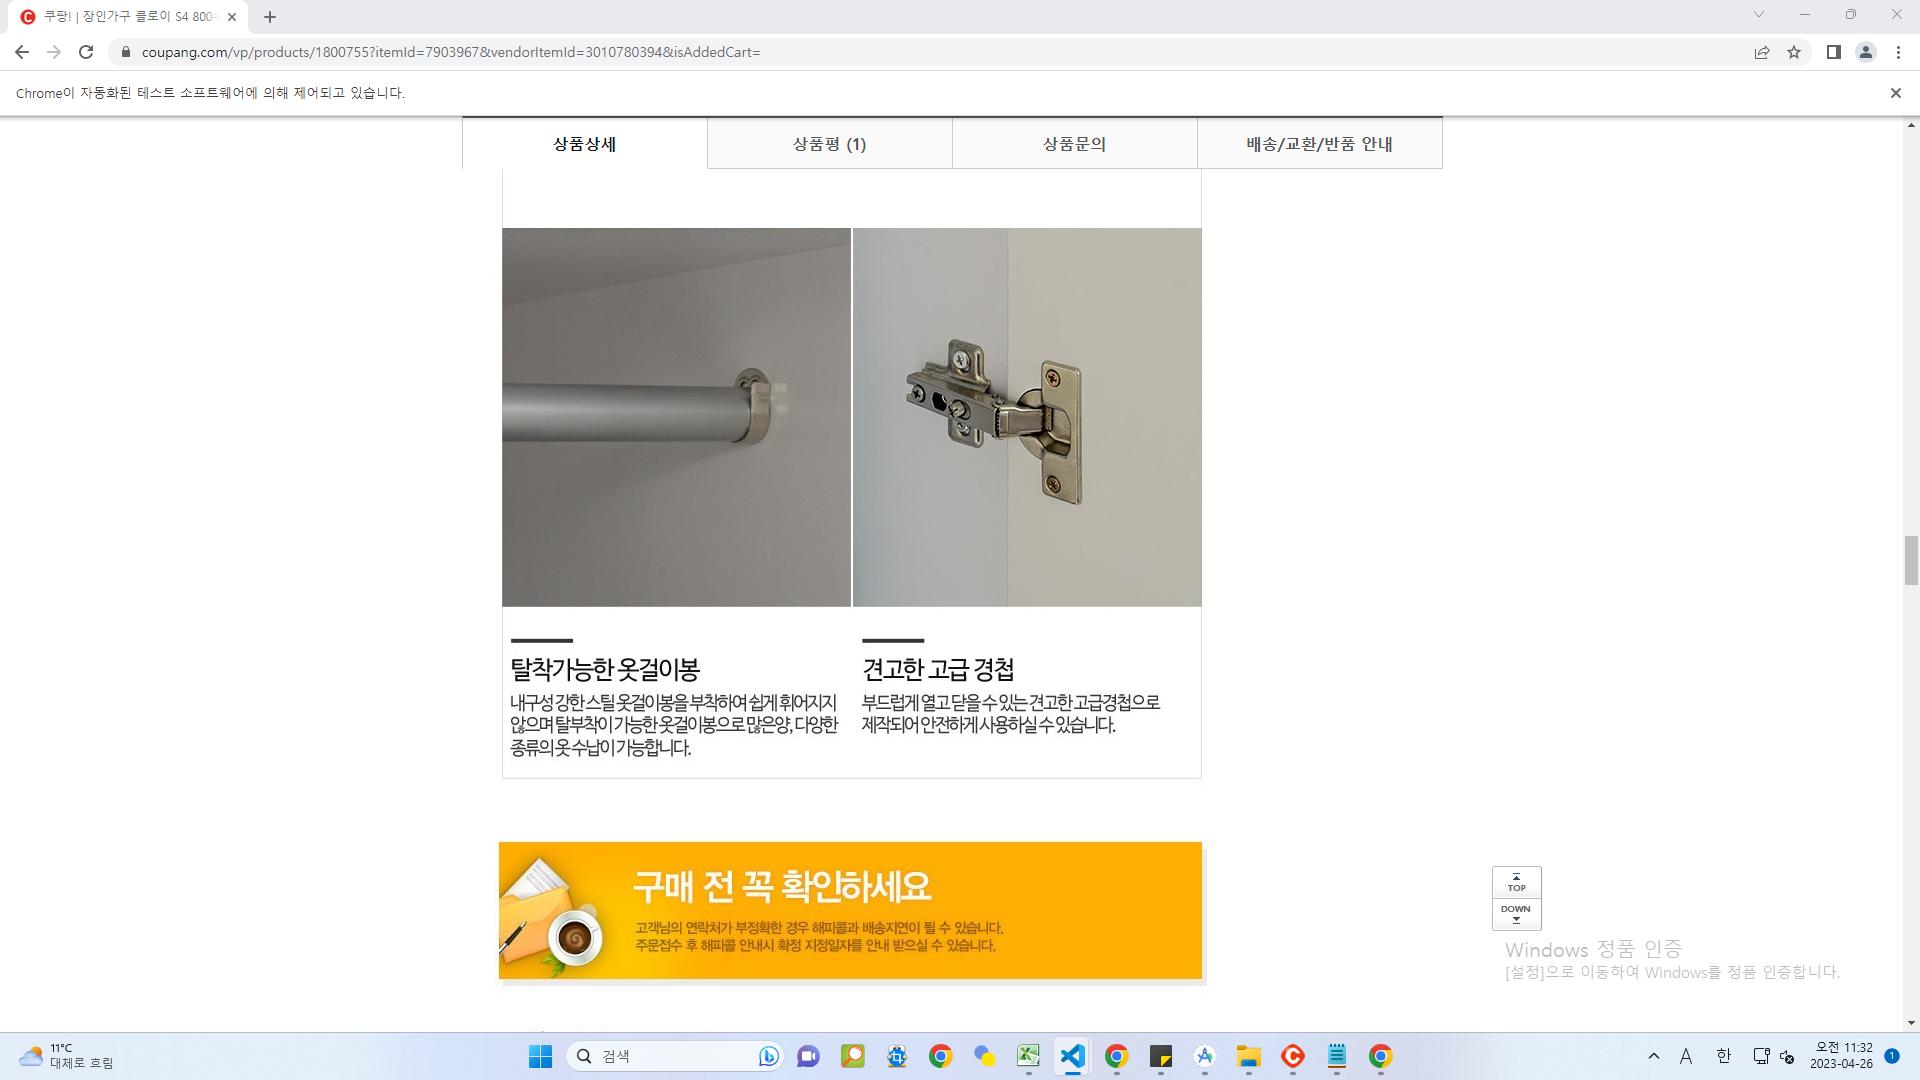 쿠팡! | 장인가구 클로이 S4 800
coupang.com/vp/products/1800755?itemId=7903967&vendorItemId=3010780394&isAddedCart=
Chrome이 자동화된 테스트 소프트웨어에 의해 제어되고 있습니다.
상품상세
상품평 (1)
상품문의
배송/교환/반품 안내
탈착가능한 옷걸이봉
내구성 강한 스틸 옷걸이봉을 부착하여 쉽게 휘어지지
않으며 탈부착이 가능한 옷걸이봉으로 많은양, 다양한
종류의 옷 수납이 가능합니다.
견고한 고급 경첩
부드럽게 열고 닫을 수 있는 견고한 고급경첩으로
제작되어 안전하게 사용하실 수 있습니다.
구매 전 꼭 확인하세요
고객님의 연락처가 부정확한 경우 해피콜과 배송지연이 될 수 있습니다.
주문접수 후 해피콜 안내시 확정 지정일자를 안내 받으실 수 있습니다.
TOP
DOWN
Windows 정품 인증
[설정]으로 이동하여 Windows를 정품 인증합니다.
11°C
대체로 흐림
검색
A
한
오전 11:32
2023-04-26
1